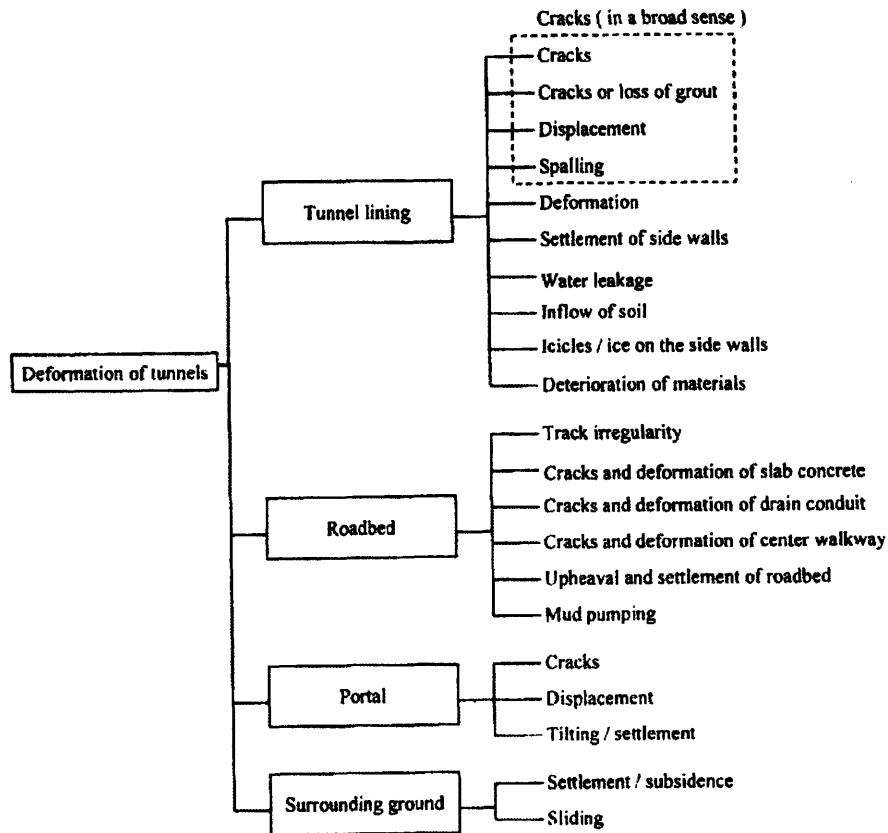 Cracks ( in a broad sense )
Cracks
Cracks or loss of grout
Displacement
Spalling
Tunnel lining
Deformation
Settlement of side walls
Water leakage
Inflow of soil
Icicles / ice on the side walls
Deterioration of materials
Deformation of tunnels
Track irregularity
Cracks and deformation of slab concrete
Cracks and deformation of drain conduit
Roadbed
Cracks and deformation of center walkway
Upheaval and settlement of roadbed
Mud pumping
Cracks
Portal
Displacement
Tilting / settlement
Surrounding ground
Settlement / subsidence
Sliding